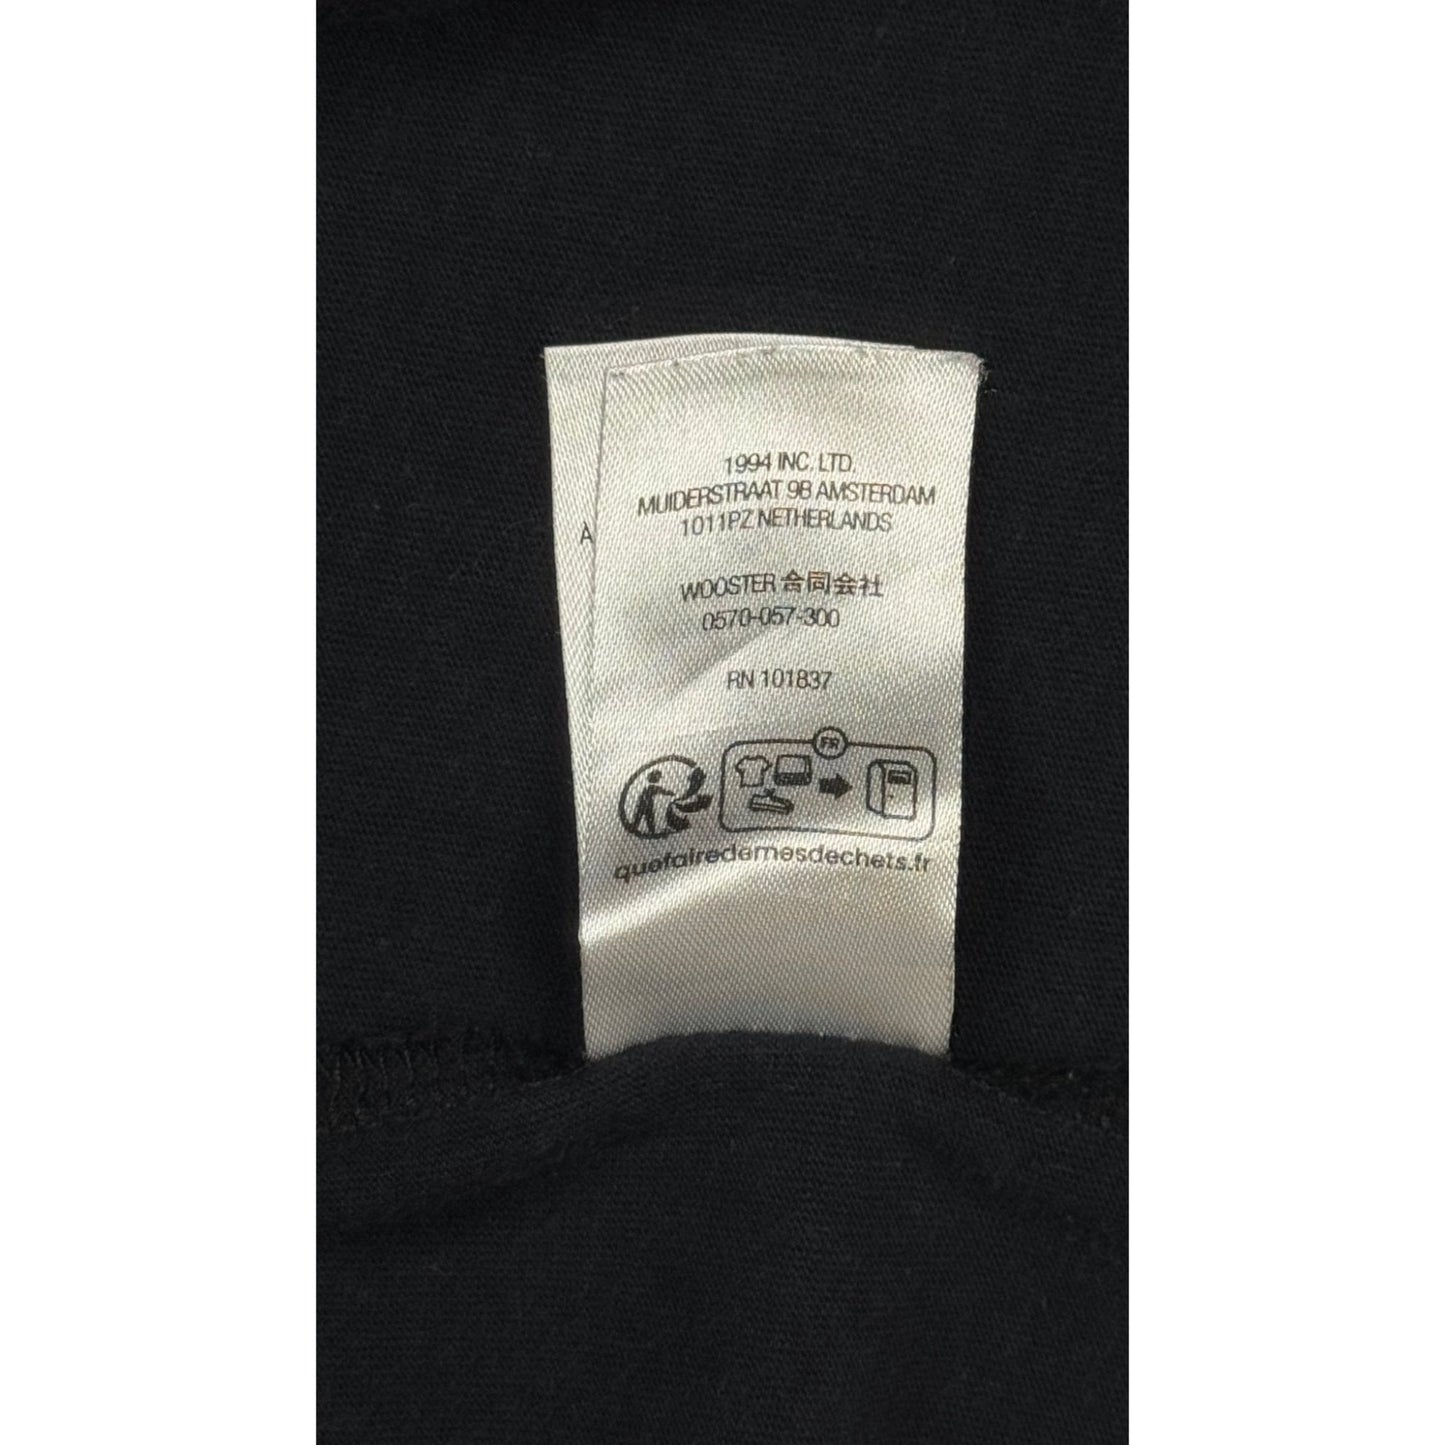 1994 INC. LTD.
MUIDERSTRAAT 9B AMSTERDAM
1011PZ NETHERLANDS
A
WOOSTER 合同会社
0570-057-300
RN 101837
FR
quefairedemesdechets.fr